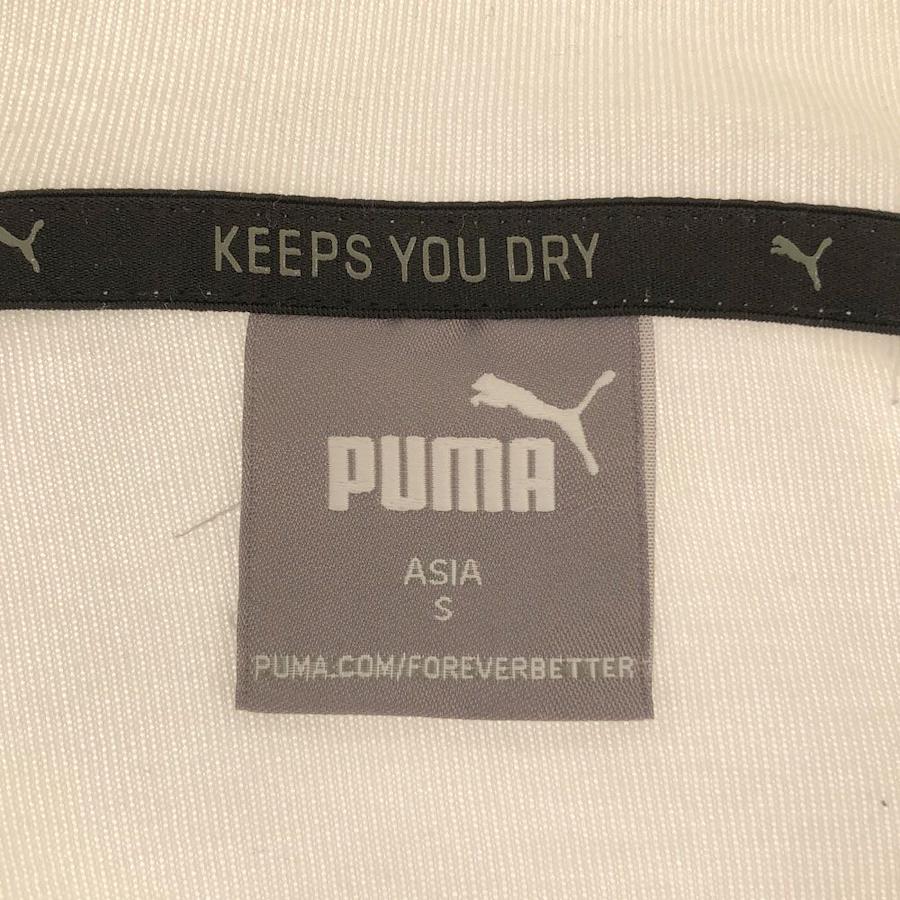 KEEPS YOU DRY
PUMA
ASIA
S
PUMA.COM/FOREVERBETTER